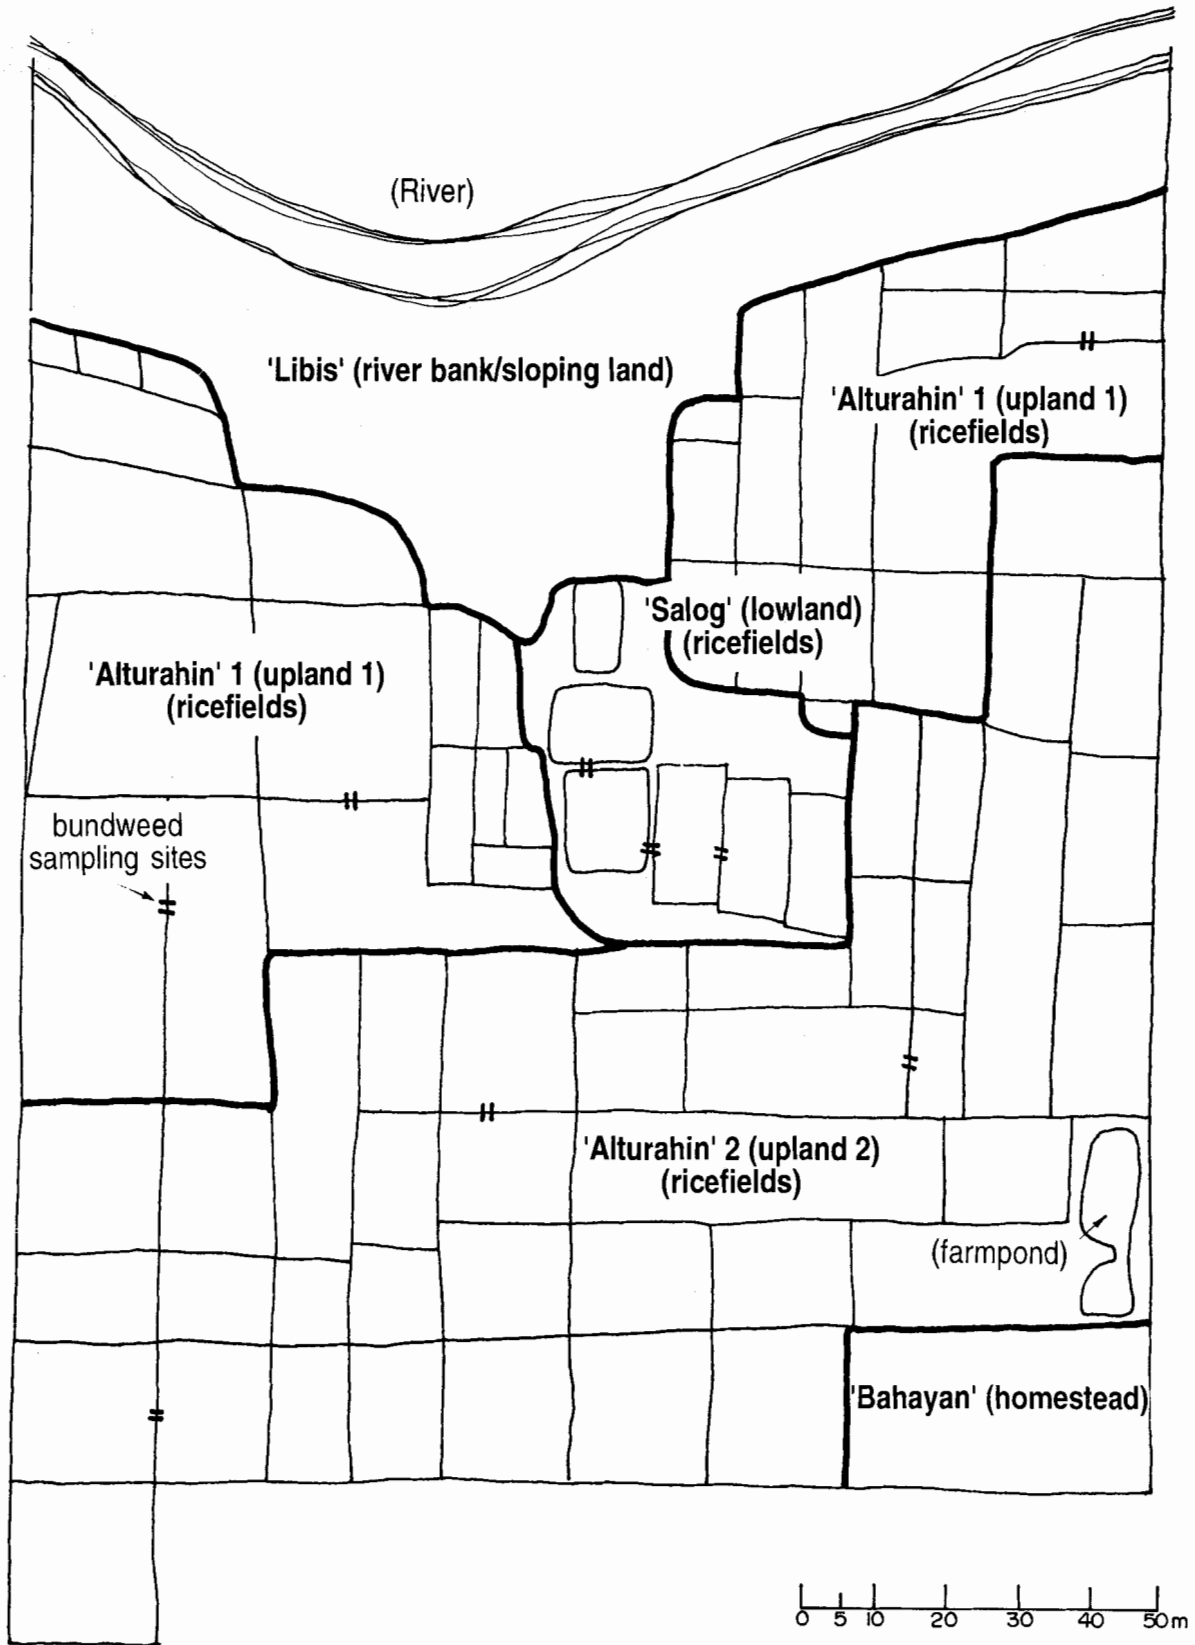 (River)
'Libis' (river bank/sloping land)
'Alturahin' 1 (upland 1)
(ricefields)
'Salog' (lowland)
(ricefields)
'Alturahin' 1 (upland 1)
(ricefields)
bundweed
sampling sites
'Alturahin' 2 (upland 2)
(ricefields)
(farmpond)
'Bahayan' (homestead)
0 5 10 20 30 40 50m